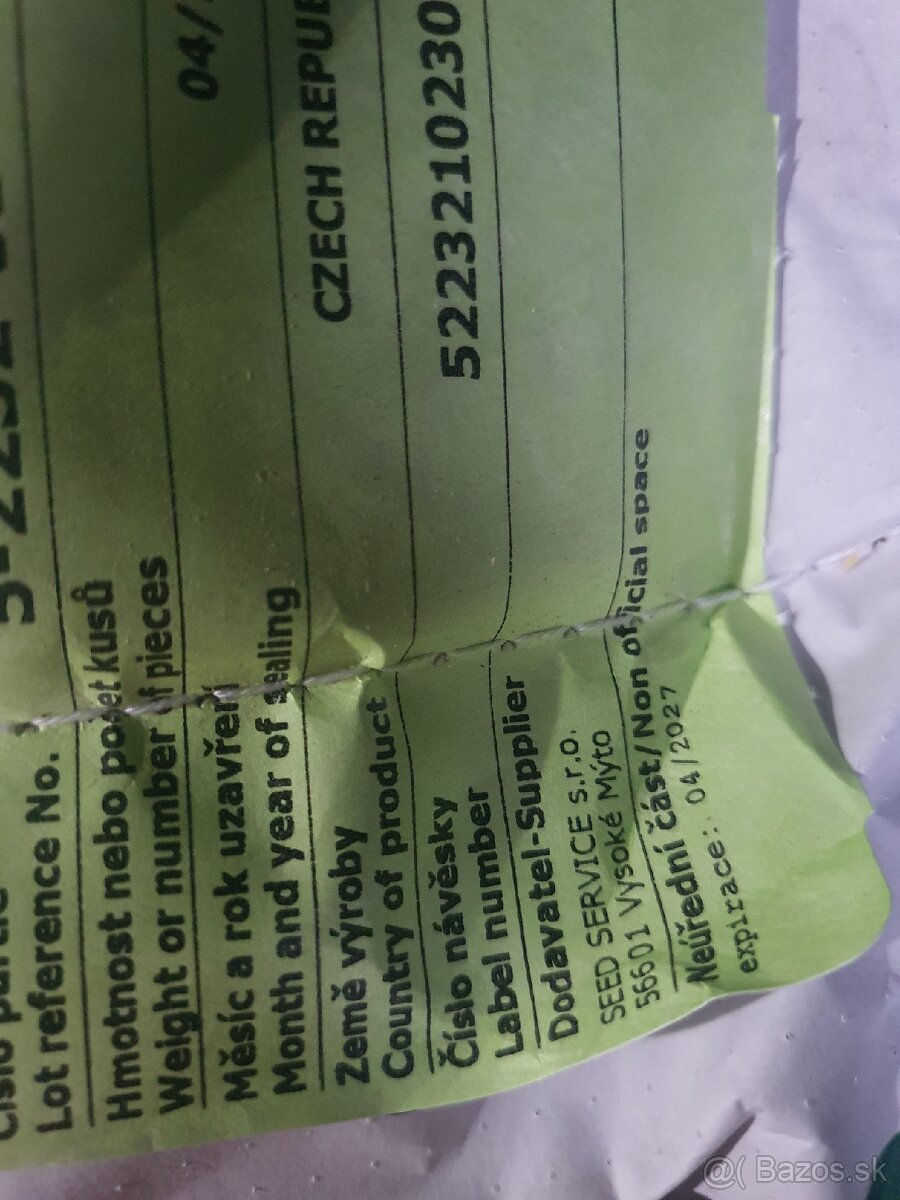 Lot reference No.
Hmotnost nebo počet kusů
Weight or number of pieces
Měsíc a rok uzavření
04/
Month and year of sealing
Země výroby
CZECH REPU
Country of product
Číslo návěsky
5223210230
Label number
Dodavatel-Supplier
SEED SERVICE s.r.o.
56601 Vysoké Mýto
Neúřední část/Non official space
expirace: 04/2027
@( Bazos.sk